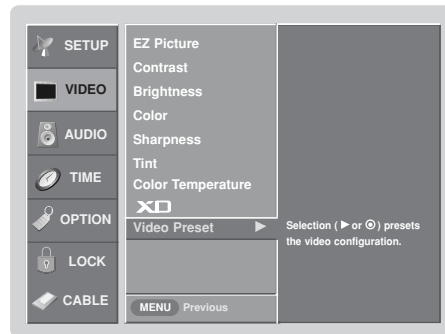 SETUP
VIDEO
AUDIO
TIME
OPTION
LOCK
CABLE
EZ Picture
Contrast
Brightness
Color
Sharpness
Tint
Color Temperature
XD
Video Preset ▶
MENU Previous
Selection ( ▶ or ⊙ ) presets
the video configuration.